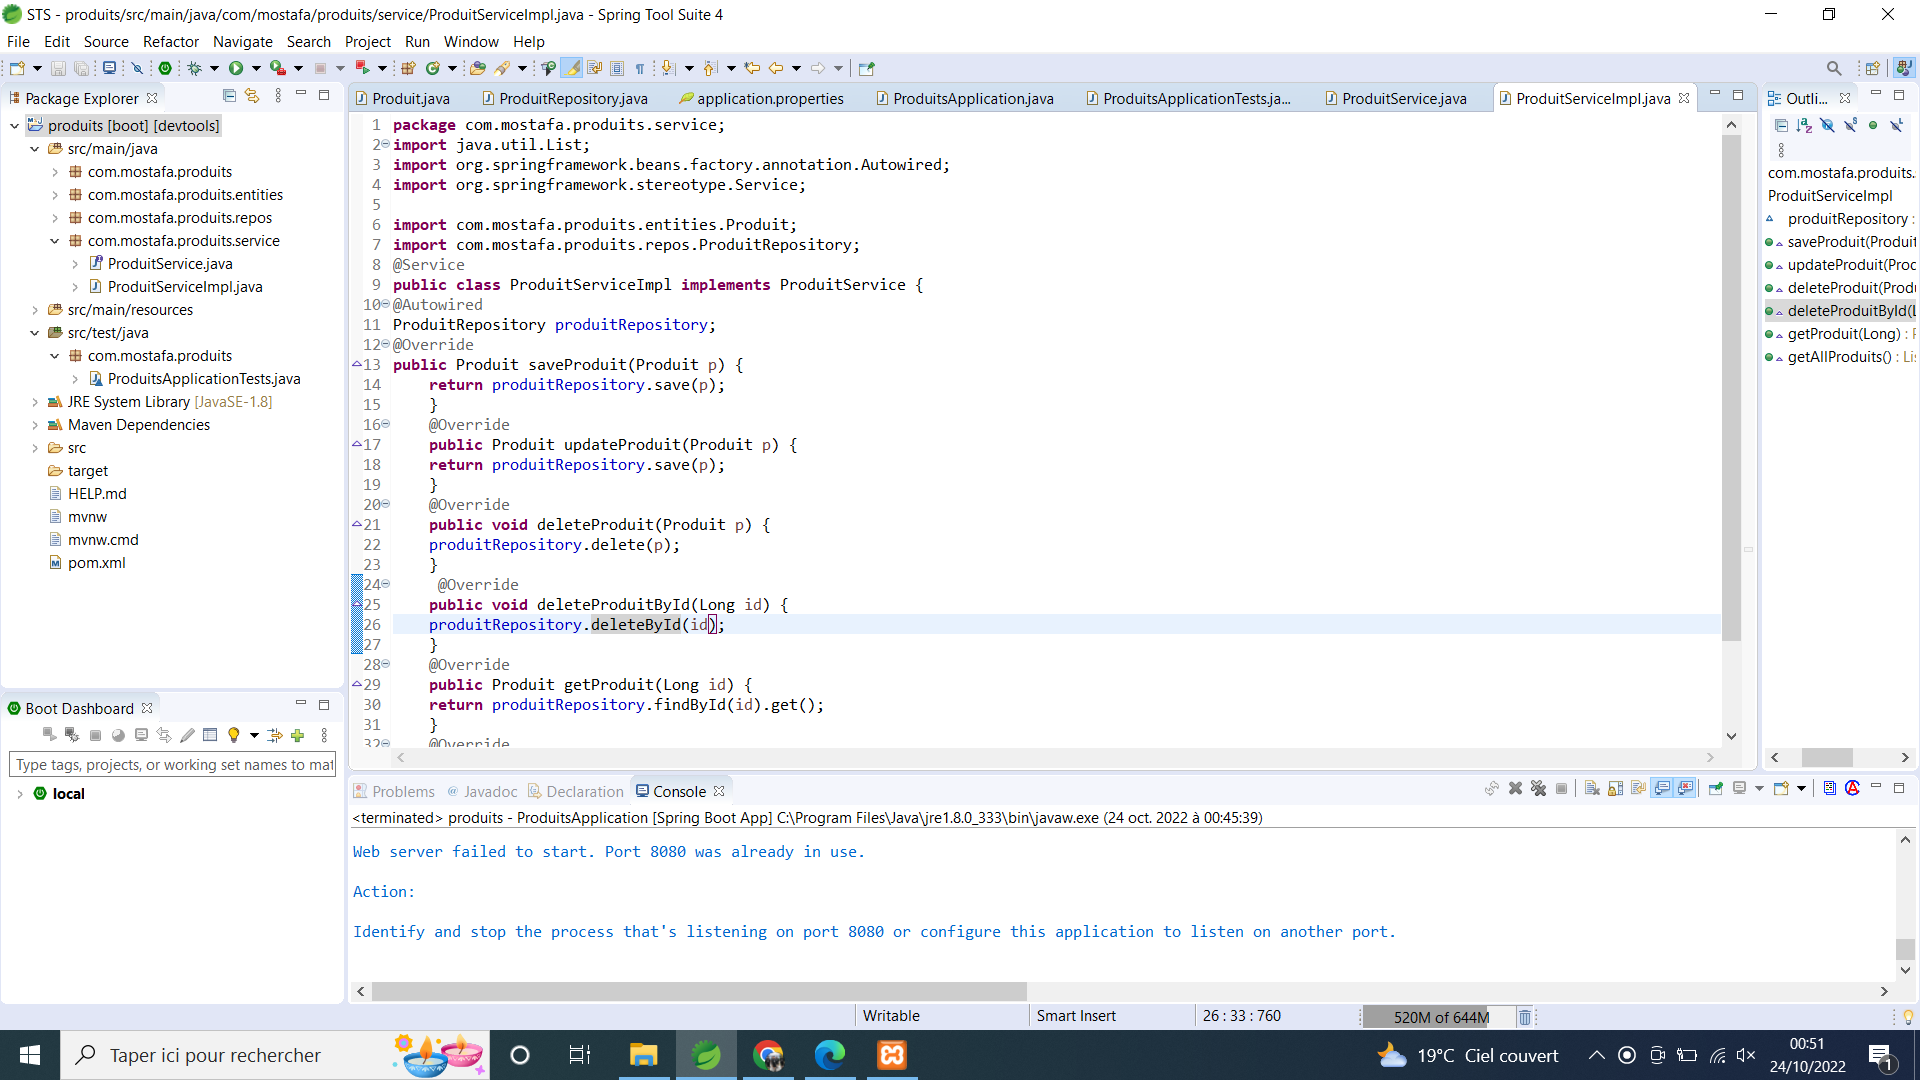 STS - produits/src/main/java/com/mostafa/produits/service/ProduitServiceImpl.java - Spring Tool Suite 4
File Edit Source Refactor Navigate Search Project Run Window Help
Package Explorer
produits [boot] [devtools]
src/main/java
com.mostafa.produits
com.mostafa.produits.entities
com.mostafa.produits.repos
com.mostafa.produits.service
ProduitService.java
ProduitServiceImpl.java
src/main/resources
src/test/java
com.mostafa.produits
ProduitsApplicationTests.java
JRE System Library [JavaSE-1.8]
Maven Dependencies
src
target
HELP.md
mvnw
mvnw.cmd
pom.xml
Boot Dashboard
Type tags, projects, or working set names to mat
local
Produit.java ProduitRepository.java application.properties ProduitsApplication.java ProduitsApplicationTests.ja... ProduitService.java ProduitServiceImpl.java
1 package com.mostafa.produits.service;
2 import java.util.List;
3 import org.springframework.beans.factory.annotation.Autowired;
4 import org.springframework.stereotype.Service;
5
6 import com.mostafa.produits.entities.Produit;
7 import com.mostafa.produits.repos.ProduitRepository;
8 @Service
9 public class ProduitServiceImpl implements ProduitService {
10 @Autowired
11 ProduitRepository produitRepository;
12 @Override
13 public Produit saveProduit(Produit p) {
14 return produitRepository.save(p);
15 }
16 @Override
17 public Produit updateProduit(Produit p) {
18 return produitRepository.save(p);
19 }
20 @Override
21 public void deleteProduit(Produit p) {
22 produitRepository.delete(p);
23 }
24 @Override
25 public void deleteProduitById(Long id) {
26 produitRepository.deleteById(id);
27 }
28 @Override
29 public Produit getProduit(Long id) {
30 return produitRepository.findById(id).get();
31 }
32 @Override
Outli...
com.mostafa.produits.
ProduitServiceImpl
produitRepository :
saveProduit(Produit
updateProduit(Proc
deleteProduit(Produ
deleteProduitById(L
getProduit(Long) : P
getAllProduits() : Lis
Problems Javadoc Declaration Console
<terminated> produits - ProduitsApplication [Spring Boot App] C:\Program Files\Java\jre1.8.0_333\bin\javaw.exe (24 oct. 2022 à 00:45:39)
Web server failed to start. Port 8080 was already in use.
Action:
Identify and stop the process that's listening on port 8080 or configure this application to listen on another port.
Writable Smart Insert 26 : 33 : 760 520M of 644M
Taper ici pour rechercher
19°C Ciel couvert
00:51
24/10/2022
1